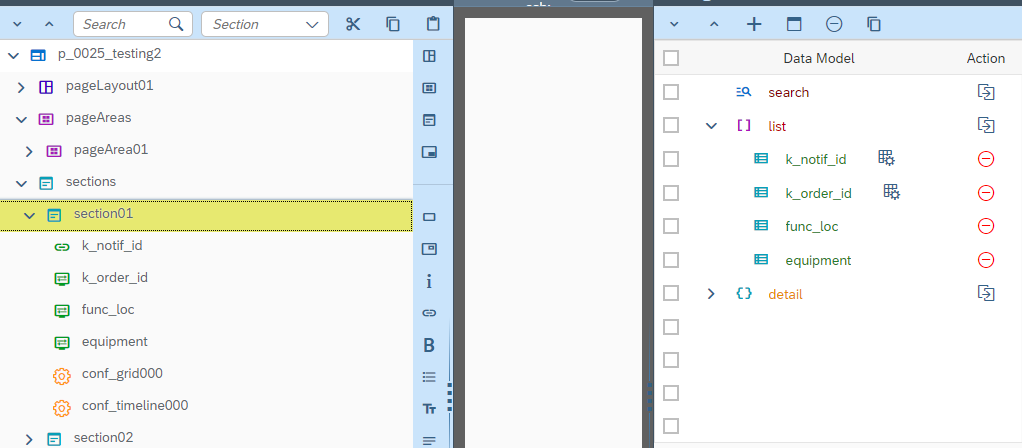 Search
Section
p_0025_testing2
pageLayout01
pageAreas
pageArea01
sections
section01
k_notif_id
k_order_id
func_loc
equipment
conf_grid000
conf_timeline000
section02
i
B
Tт
Data Model
Action
search
list
k_notif_id
k_order_id
func_loc
equipment
detail